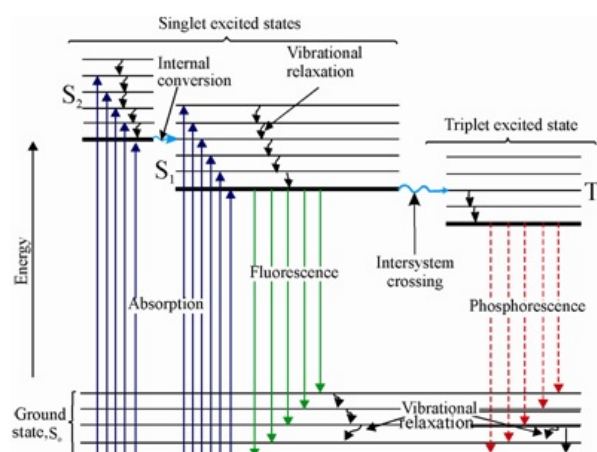 Singlet excited states
Internal
conversion
Vibrational
relaxation
S2
Triplet excited state
S1
T
Energy
Fluorescence
Intersystem
crossing
Absorption
Phosphorescence
Ground
state,So
Vibrational
relaxation